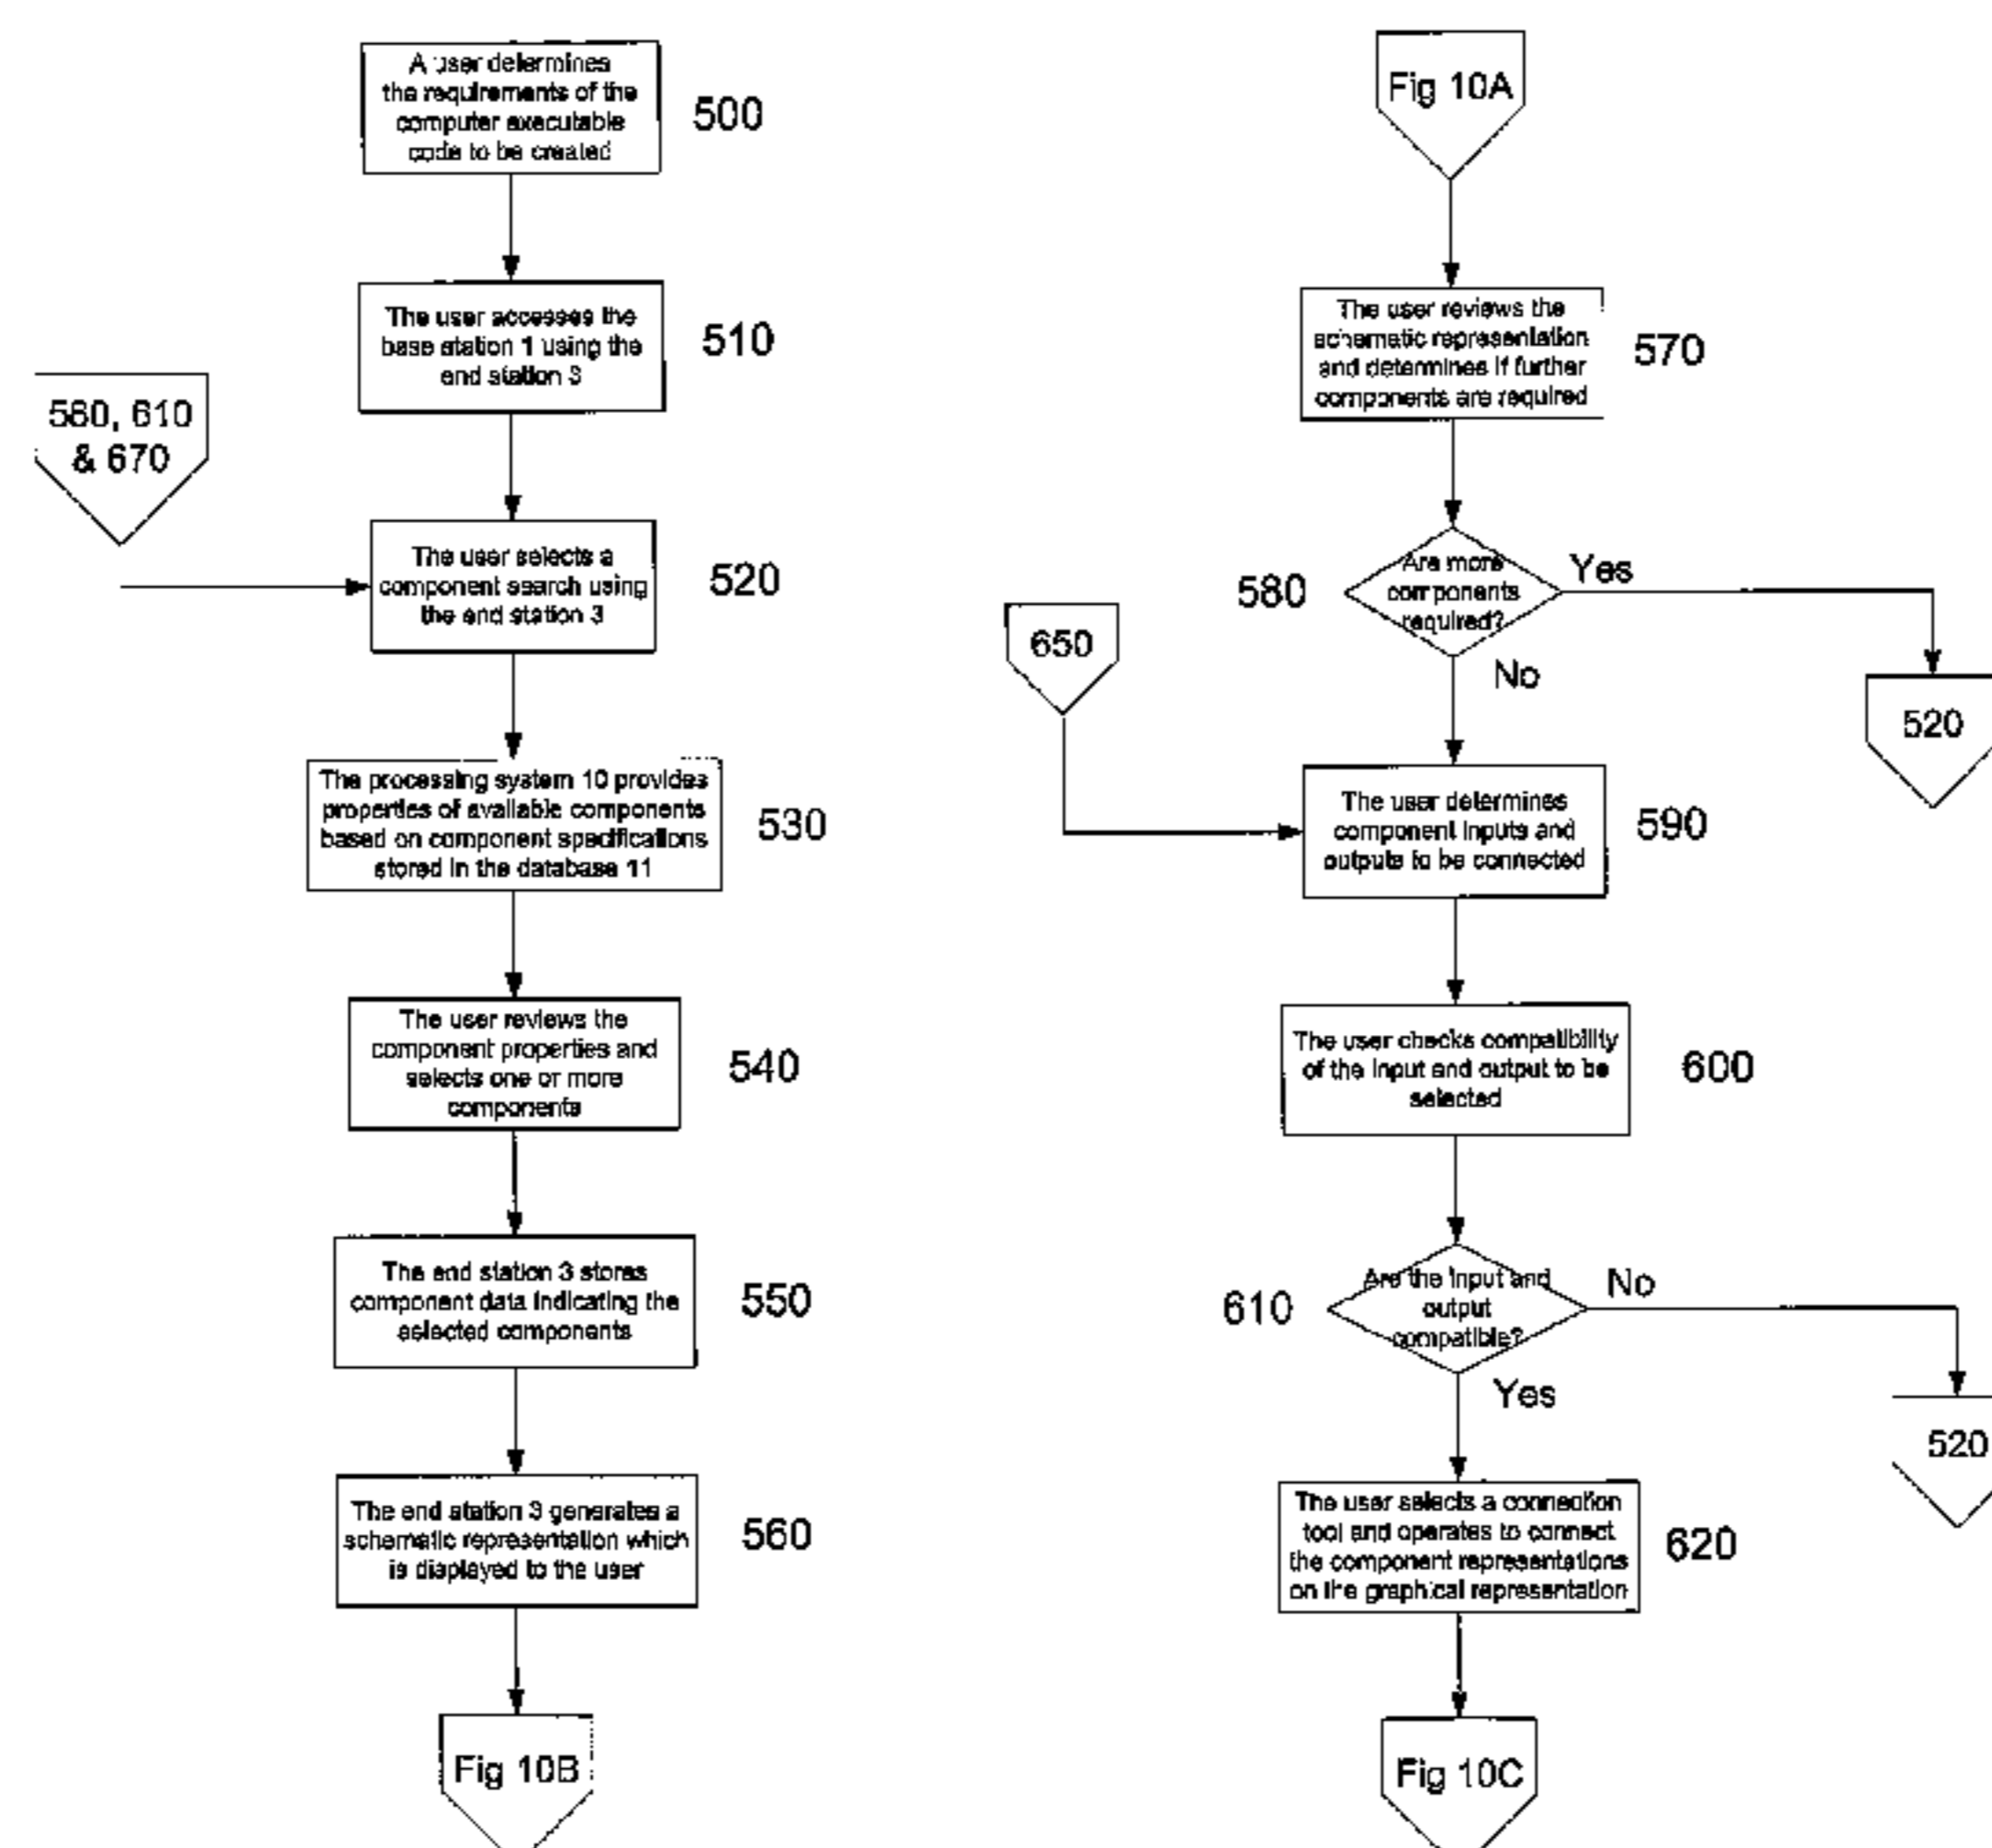 A user determines
the requirements of the
computer executable
code to be created
500
The user accesses the
base station 1 using the
end station 3
510
580, 610
& 670
The user selects a
component search using
the end station 3
520
The processing system 10 provides
properties of available components
based on component specifications
stored in the database 11
530
The user reviews the
component properties and
selects one or more
components
540
The end station 3 stores
component data indicating the
selected components
550
The end station 3 generates a
schematic representation which
is displayed to the user
560
Fig 10B
Fig 10A
The user reviews the
schematic representation
and determines if further
components are required
570
580
Are more
components
required?
Yes
No
520
650
The user determines
component inputs and
outputs to be connected
590
The user checks compatibility
of the input and output to be
selected
600
610
Are the input and
output
compatible?
No
Yes
520
The user selects a connection
tool and operates to connect
the component representations
on the graphical representation
620
Fig 10C